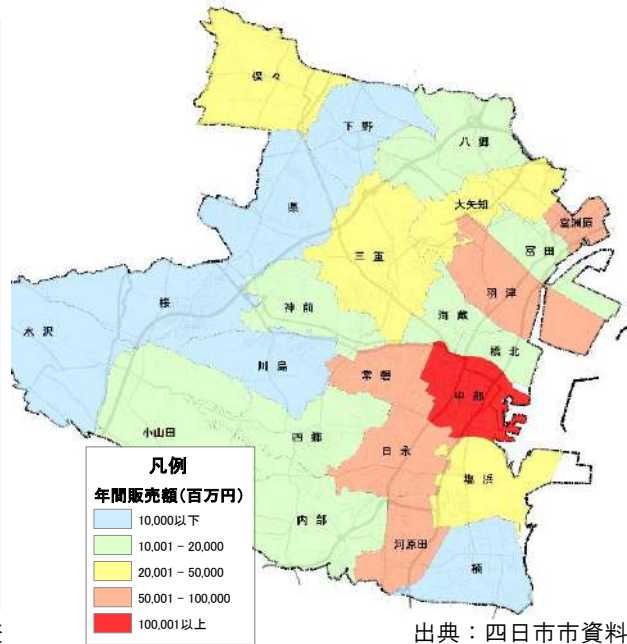 保々
下野
八郷
県
大矢知
富洲原
富田
三重
羽津
桜
神前
海蔵
水沢
橋北
川島
常磐
中部
小山田
四郷
日永
塩浜
内部
河原田
楠
凡例
年間販売額(百万円)
10,000以下
10,001 - 20,000
20,001 - 50,000
50,001 - 100,000
100,001以上
出典:四日市市資料